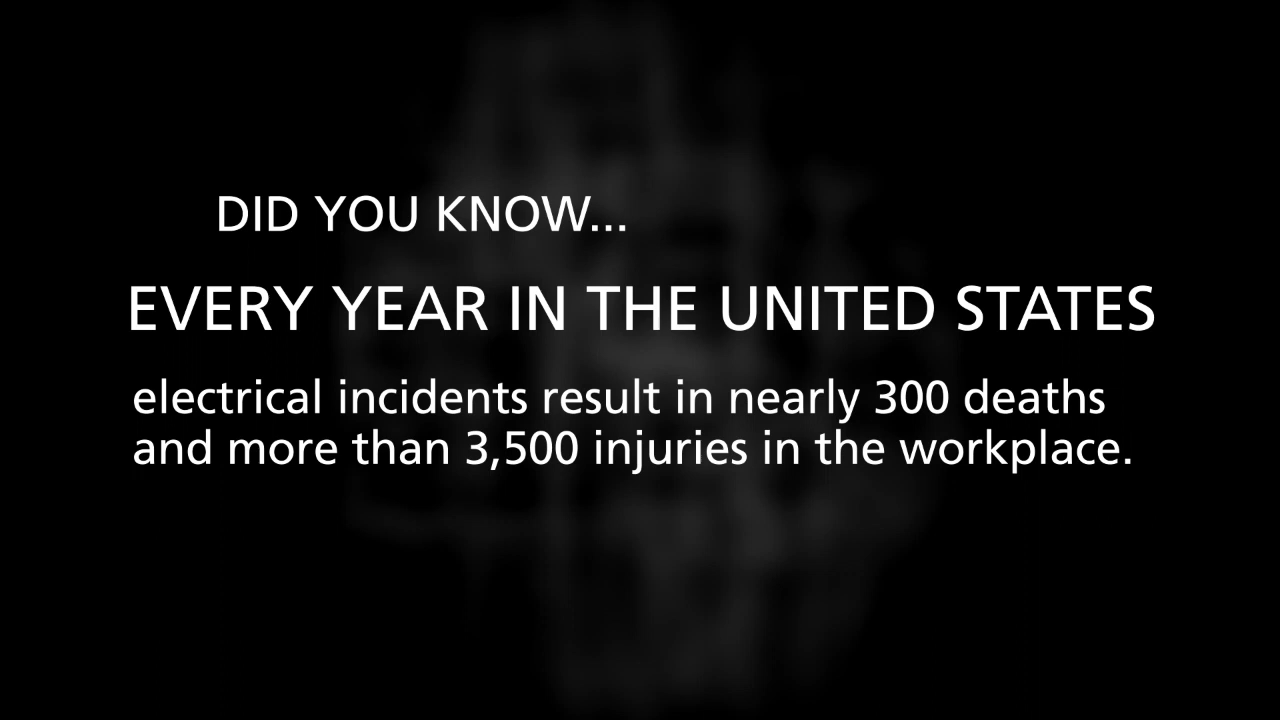 DID YOU KNOW...
EVERY YEAR IN THE UNITED STATES
electrical incidents result in nearly 300 deaths
and more than 3,500 injuries in the workplace.